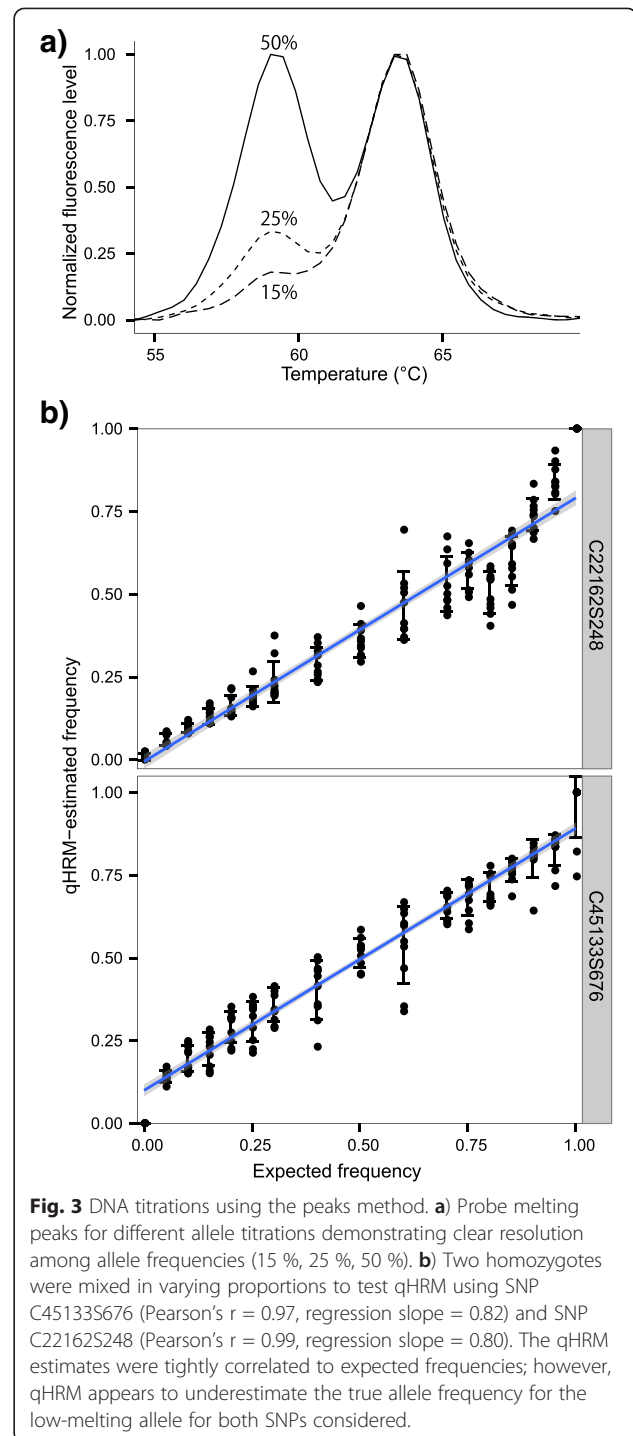 a)
50%
25%
15%
1.00
0.75
0.50
0.25
0.00
Normalized fluorescence level
55 60 65
Temperature (°C)
b)
1.00
0.75
0.50
0.25
0.00
C22162S248
1.00
0.75
0.50
0.25
0.00
C45133S676
qHRM−estimated frequency
0.00 0.25 0.50 0.75 1.00
Expected frequency
Fig. 3 DNA titrations using the peaks method. a) Probe melting
peaks for different allele titrations demonstrating clear resolution
among allele frequencies (15 %, 25 %, 50 %). b) Two homozygotes
were mixed in varying proportions to test qHRM using SNP
C45133S676 (Pearson's r = 0.97, regression slope = 0.82) and SNP
C22162S248 (Pearson's r = 0.99, regression slope = 0.80). The qHRM
estimates were tightly correlated to expected frequencies; however,
qHRM appears to underestimate the true allele frequency for the
low-melting allele for both SNPs considered.